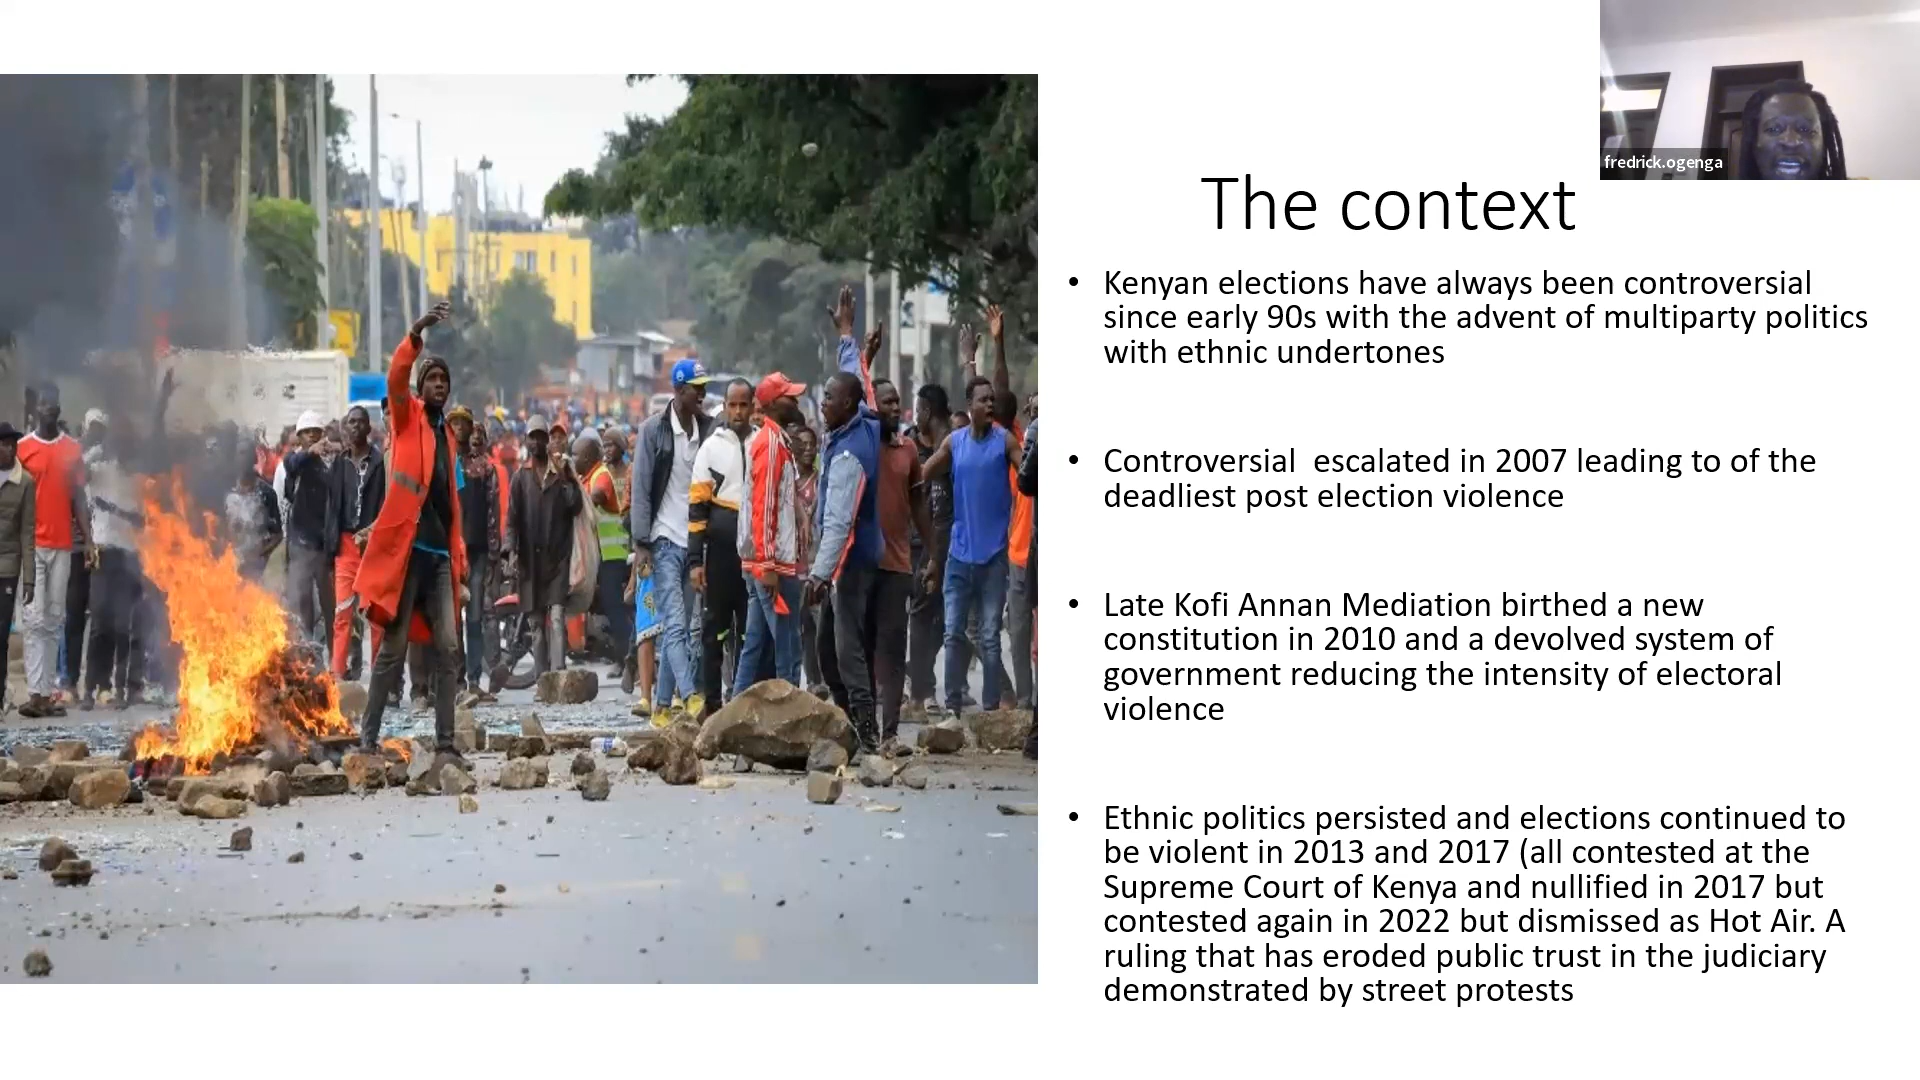 fredrick.ogenga
The context
• Kenyan elections have always been controversial
since early 90s with the advent of multiparty politics
with ethnic undertones
• Controversial  escalated in 2007 leading to of the
deadliest post election violence
• Late Kofi Annan Mediation birthed a new
constitution in 2010 and a devolved system of
government reducing the intensity of electoral
violence
• Ethnic politics persisted and elections continued to
be violent in 2013 and 2017 (all contested at the
Supreme Court of Kenya and nullified in 2017 but
contested again in 2022 but dismissed as Hot Air. A
ruling that has eroded public trust in the judiciary
demonstrated by street protests